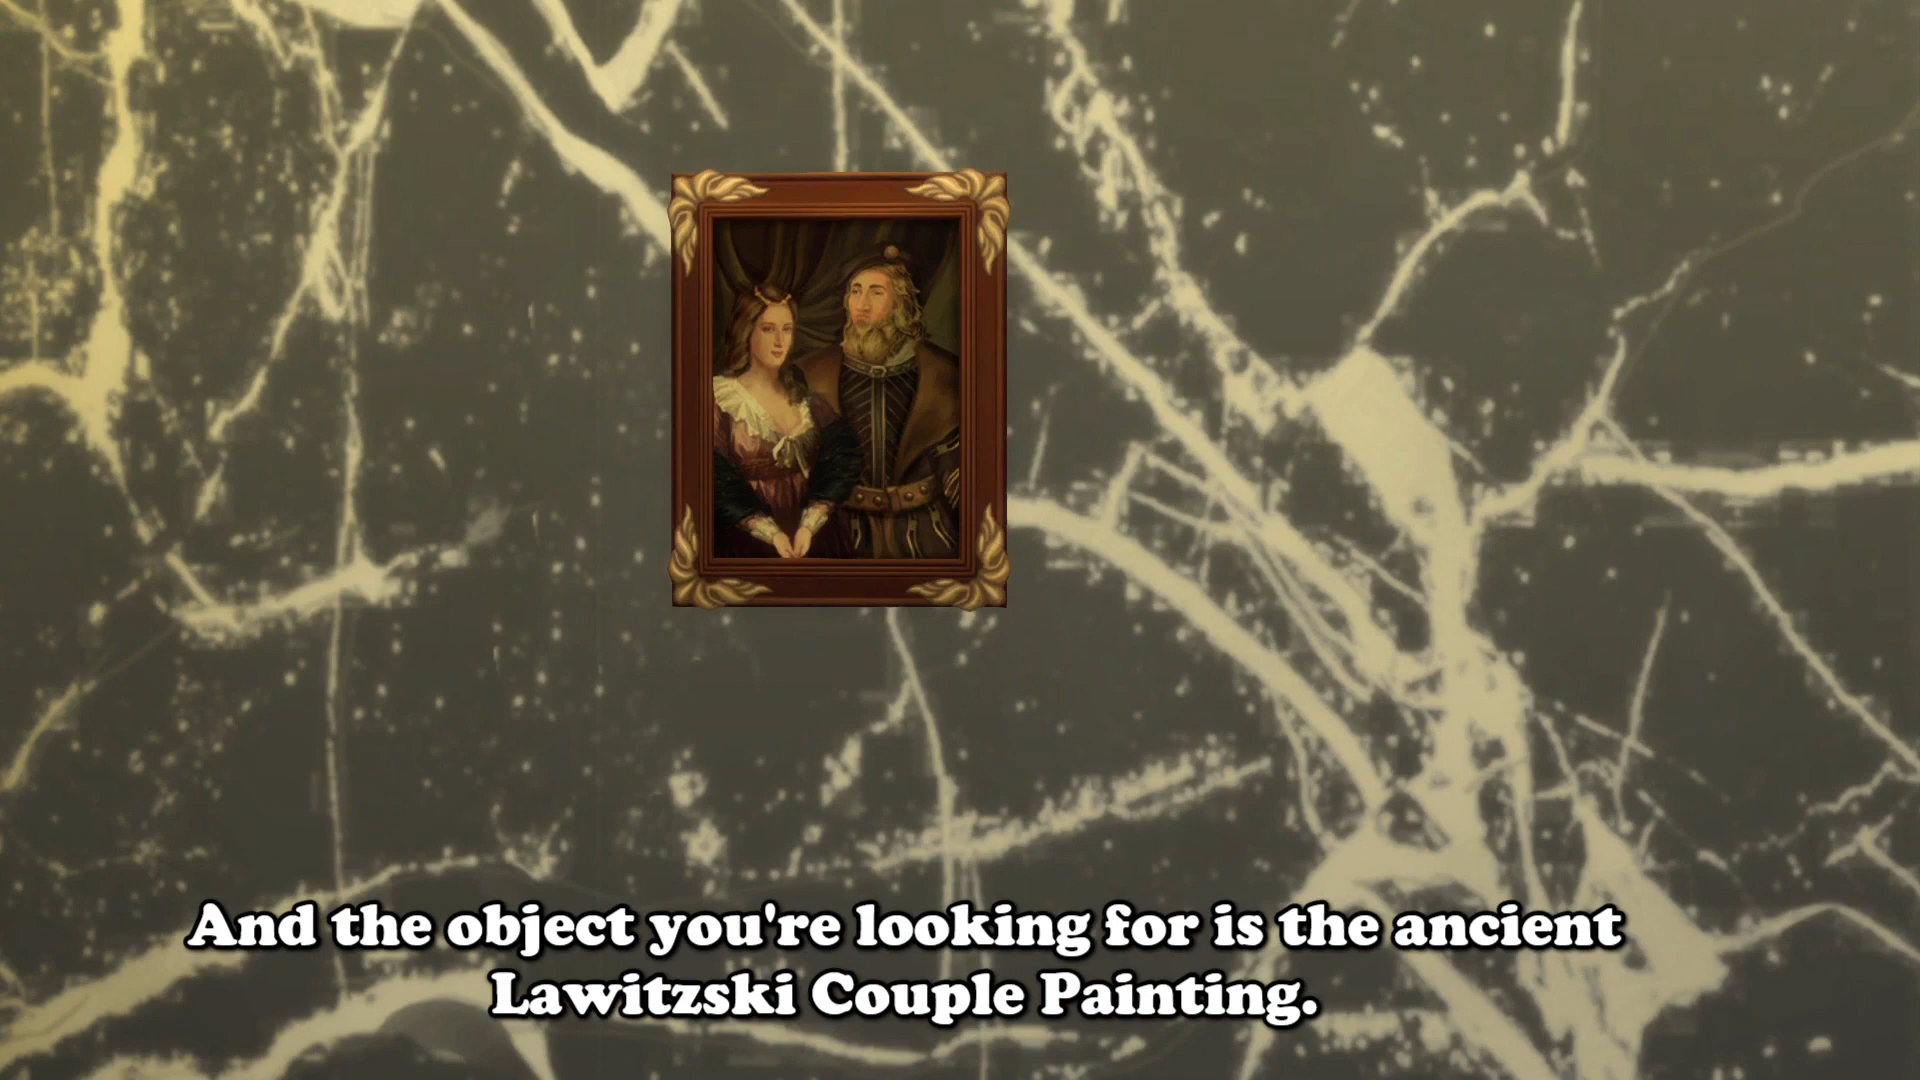 And the object you're looking for is the ancient
Lawitzski Couple Painting.